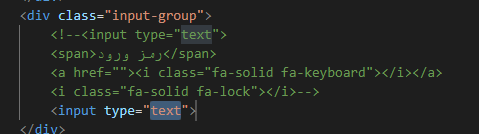 </div>
<div class="input-group">
<!--<input type="text">
<span>رمز ورود</span>
<a href=""><i class="fa-solid fa-keyboard"></i></a>
<i class="fa-solid fa-lock"></i>-->
<input type="text">
</div>